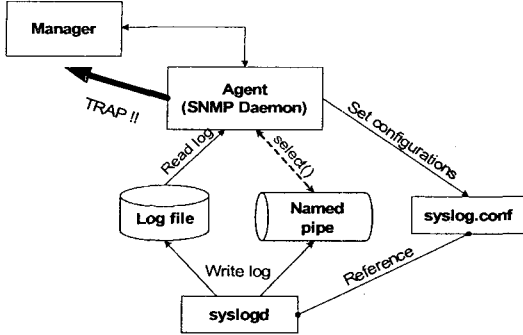 Manager
Agent
(SNMP Daemon)
TRAP !!
Set configurations
Read log
select()
Log file
Named
pipe
syslog.conf
Write log
Reference
syslogd